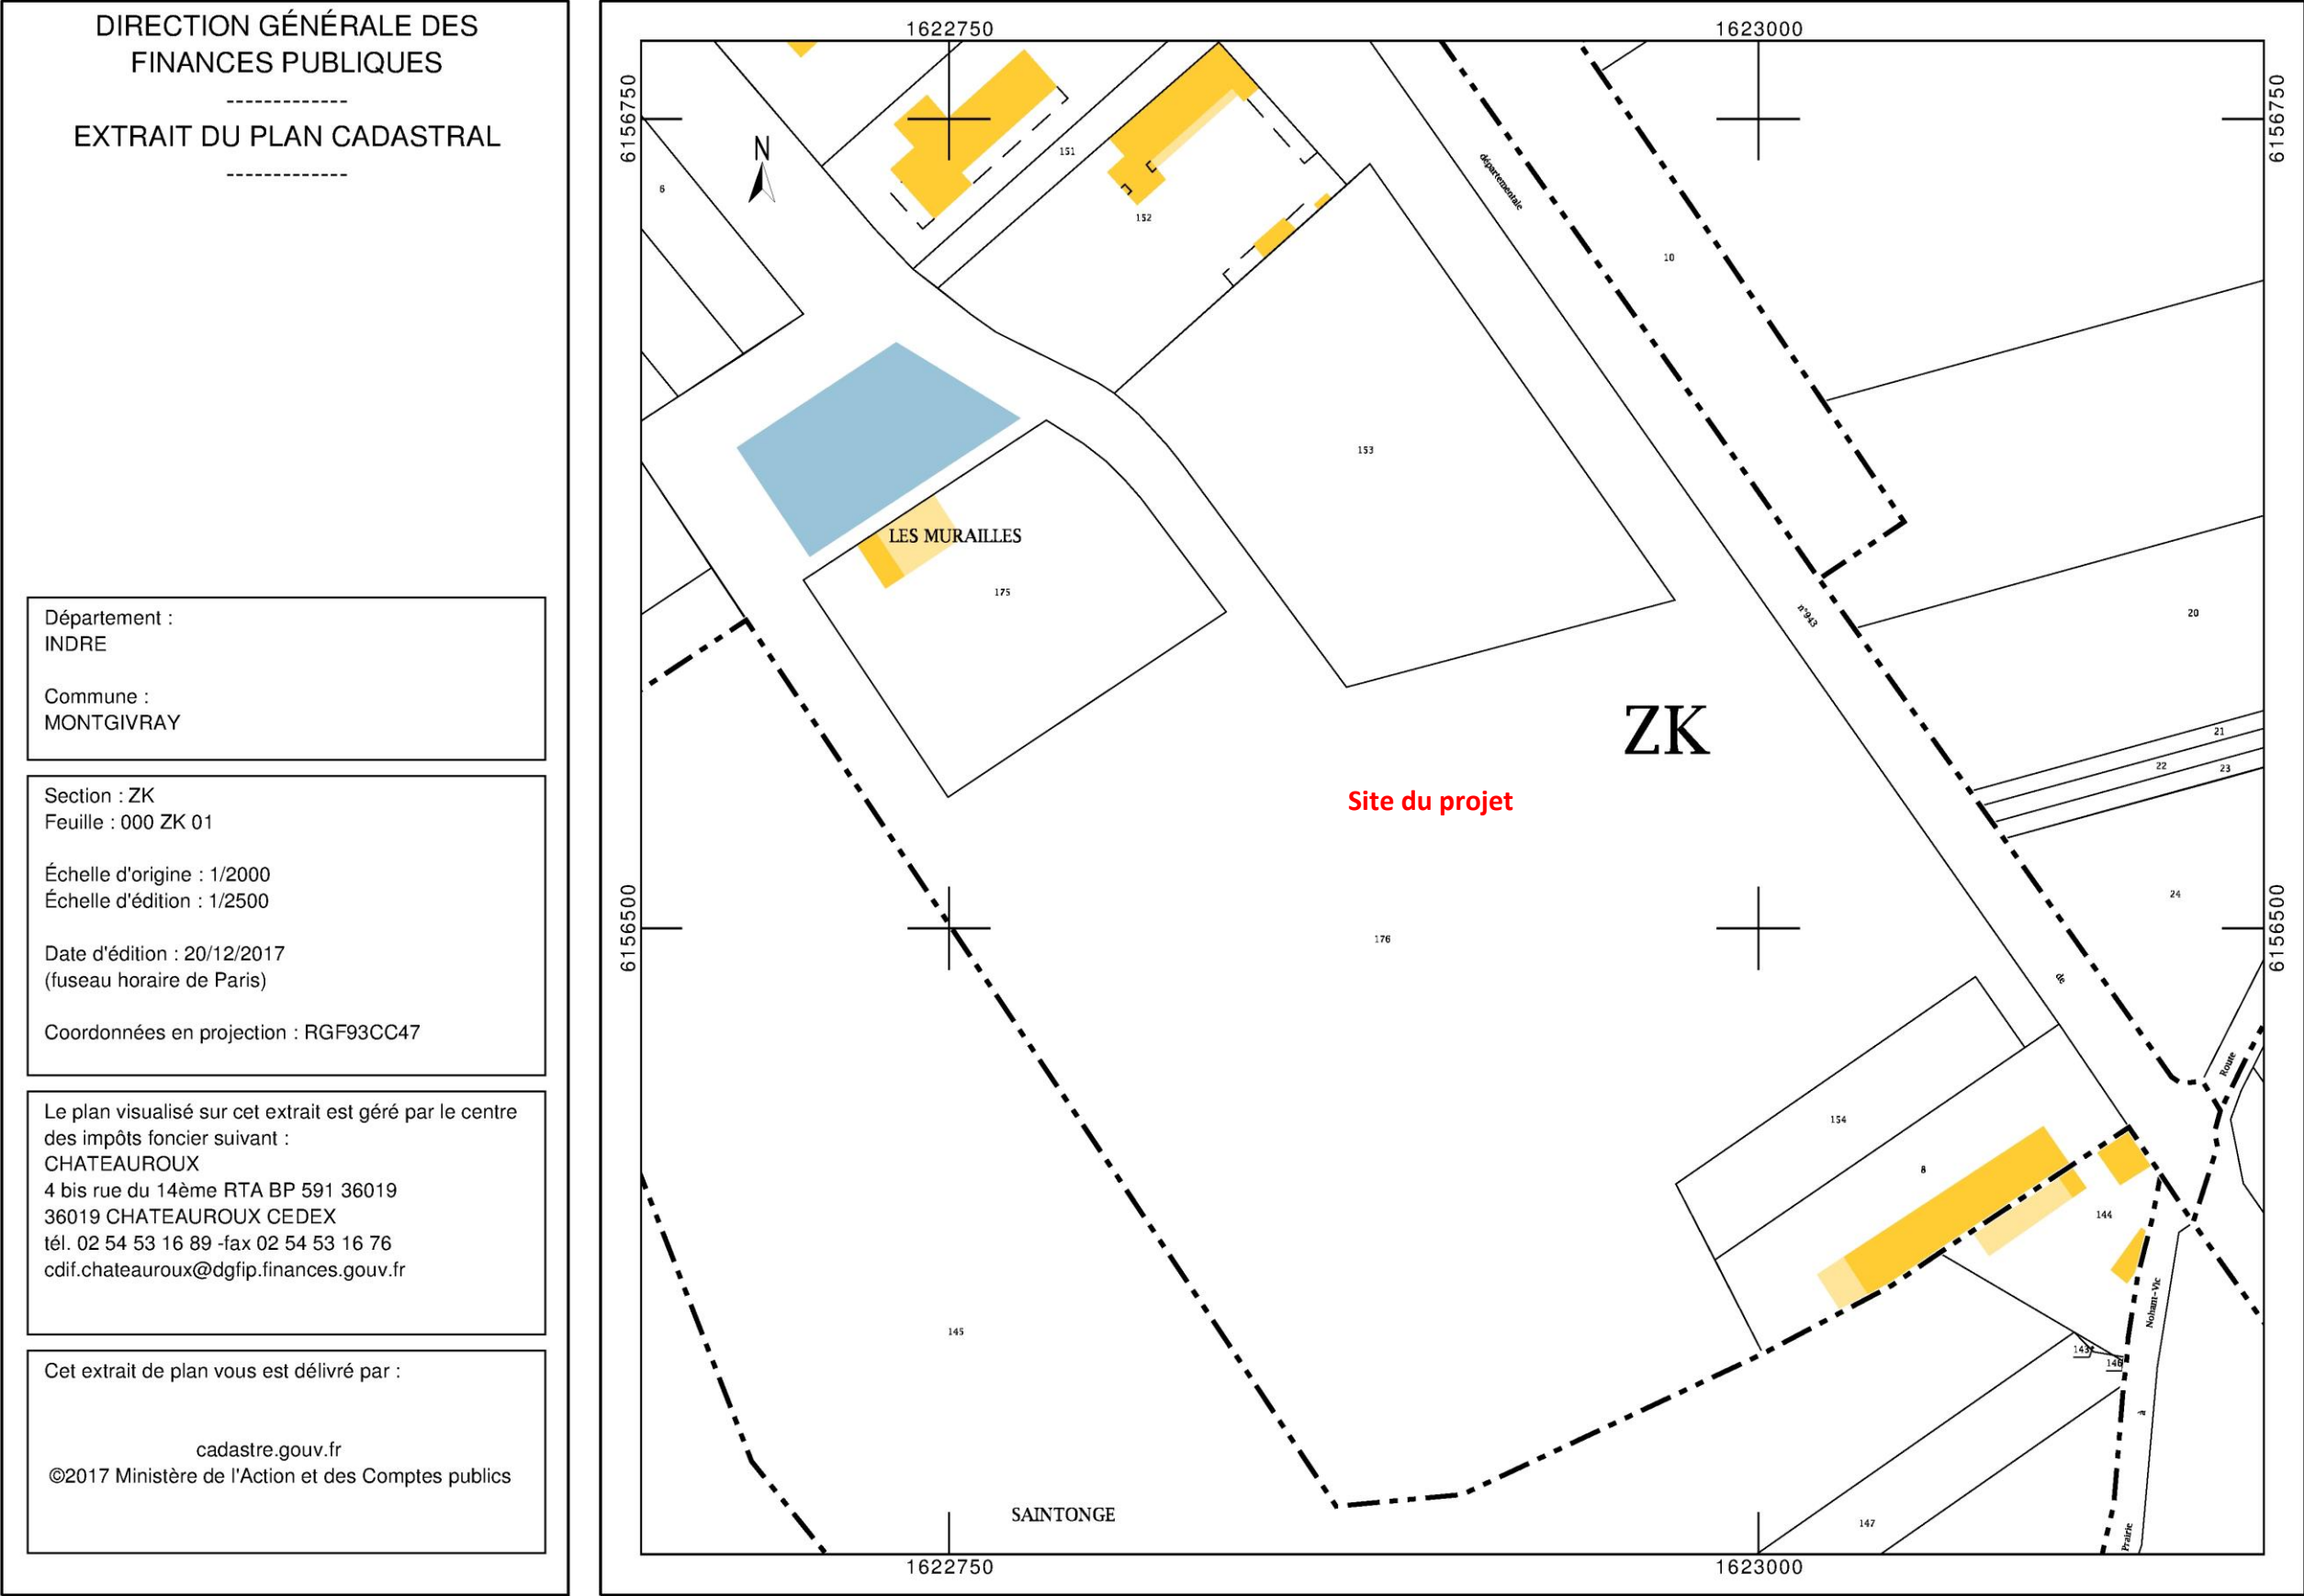 DIRECTION GÉNÉRALE DES
FINANCES PUBLIQUES
-------------
EXTRAIT DU PLAN CADASTRAL
-------------
Département :
INDRE
Commune :
MONTGIVRAY
Section : ZK
Feuille : 000 ZK 01
Échelle d'origine : 1/2000
Échelle d'édition : 1/2500
Date d'édition : 20/12/2017
(fuseau horaire de Paris)
Coordonnées en projection : RGF93CC47
Le plan visualisé sur cet extrait est géré par le centre
des impôts foncier suivant :
CHATEAUROUX
4 bis rue du 14ème RTA BP 591 36019
36019 CHATEAUROUX CEDEX
tél. 02 54 53 16 89 -fax 02 54 53 16 76
cdif.chateauroux@dgfip.finances.gouv.fr
Cet extrait de plan vous est délivré par :
cadastre.gouv.fr
©2017 Ministère de l'Action et des Comptes publics
1622750
1623000
6156750
6156750
N
151
6
152
départementale
10
153
LES MURAILLES
175
n°943
20
ZK
21
22
23
Site du projet
6156500
6156500
24
176
de
Route
154
8
144
Nohant-Vic
145
143
146
à
SAINTONGE
147
Prairie
1622750
1623000